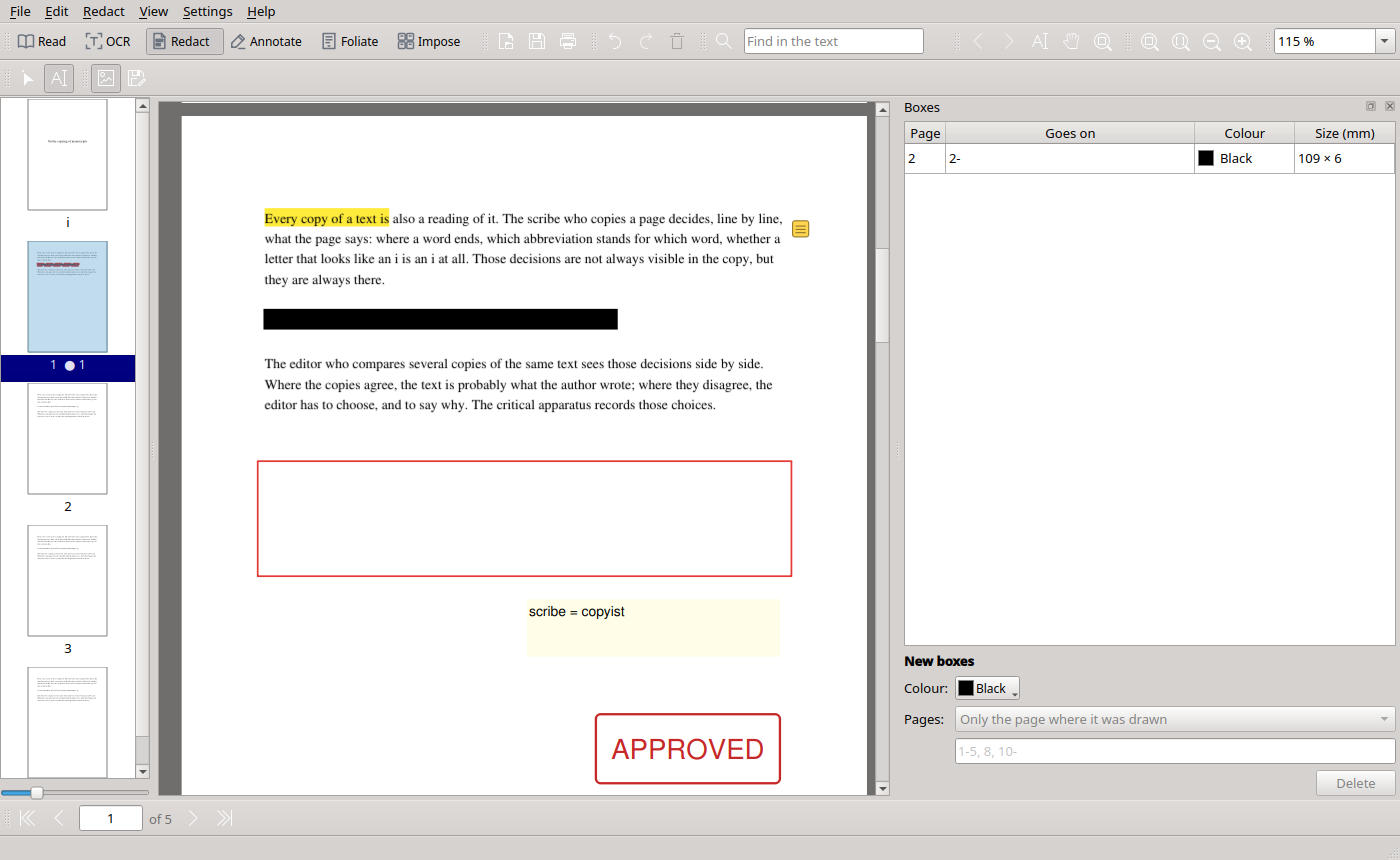 File Edit Redact View Settings Help
Read OCR Redact Annotate Foliate Impose Find in the text 115 %
i
1 1
2
3
Every copy of a text is also a reading of it. The scribe who copies a page decides, line by line,
what the page says: where a word ends, which abbreviation stands for which word, whether a
letter that looks like an i is an i at all. Those decisions are not always visible in the copy, but
they are always there.
The editor who compares several copies of the same text sees those decisions side by side.
Where the copies agree, the text is probably what the author wrote; where they disagree, the
editor has to choose, and to say why. The critical apparatus records those choices.
scribe = copyist
APPROVED
Boxes
Page Goes on Colour Size (mm)
2 2- Black 109 × 6
New boxes
Colour: Black
Pages: Only the page where it was drawn
1-5, 8, 10-
Delete
1 of 5